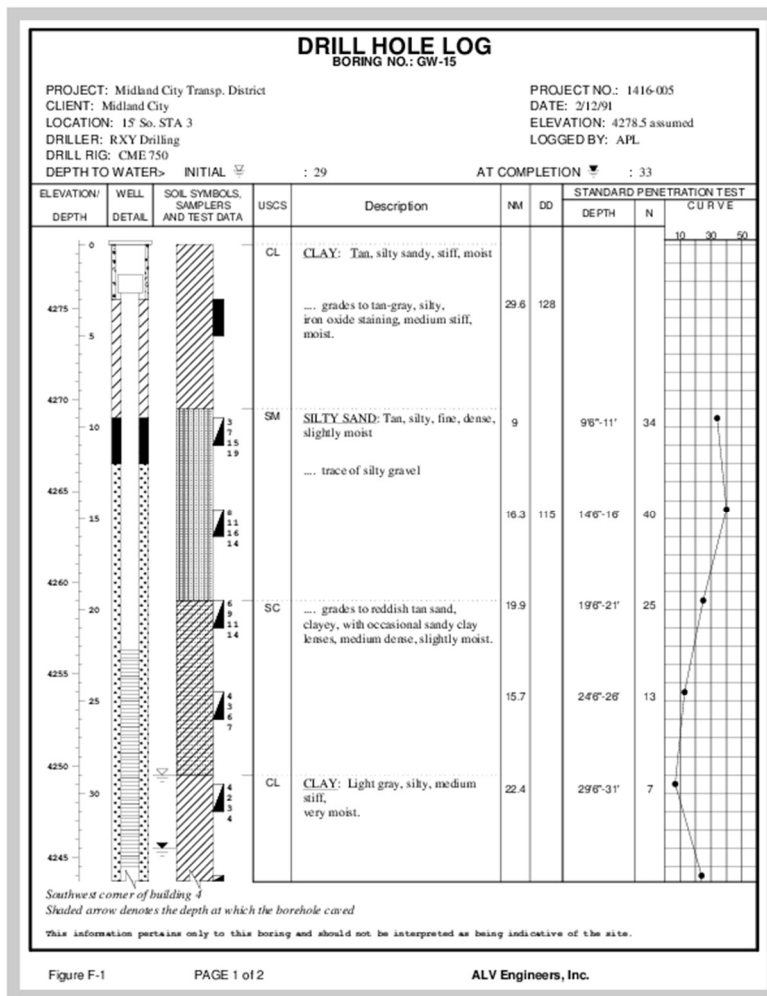 DRILL HOLE LOG
BORING NO.: GW-15
PROJECT: Midland City Transp. District
PROJECT NO.: 1416-005
CLIENT: Midland City
DATE: 2/12/91
LOCATION: 15' So. STA 3
ELEVATION: 4278.5 assumed
DRILLER: RXY Drilling
LOGGED BY: APL
DRILL RIG: CME 750
DEPTH TO WATER> INITIAL : 29 AT COMPLETION : 33
ELEVATION/ DEPTH
WELL DETAIL
SOIL SYMBOLS, SAMPLERS AND TEST DATA
USCS
Description
NM
DD
STANDARD PENETRATION TEST
DEPTH
N
CURVE
10 30 50
0
CL CLAY: Tan, silty sandy, stiff, moist
4275
.... grades to tan-gray, silty, 29.6 128
iron oxide staining, medium stiff,
moist.
5
4270
SM SILTY SAND: Tan, silty, fine, dense, 9 9'6"-11' 34
slightly moist
10
3
7
15
19
.... trace of silty gravel
4265
15
8
11
16
14
16.3 115 14'6"-16' 40
4260
20
6
9
11
14
SC .... grades to reddish tan sand, 19.9 19'6"-21' 25
clayey, with occasional sandy clay
lenses, medium dense, slightly moist.
4255
25
4
3
6
7
15.7 24'6"-26' 13
4250
30
4
2
3
4
CL CLAY: Light gray, silty, medium 22.4 29'6"-31' 7
stiff,
very moist.
4245
Southwest corner of building 4
Shaded arrow denotes the depth at which the borehole caved
This information pertains only to this boring and should not be interpreted as being indicative of the site.
Figure F-1 PAGE 1 of 2 ALV Engineers, Inc.